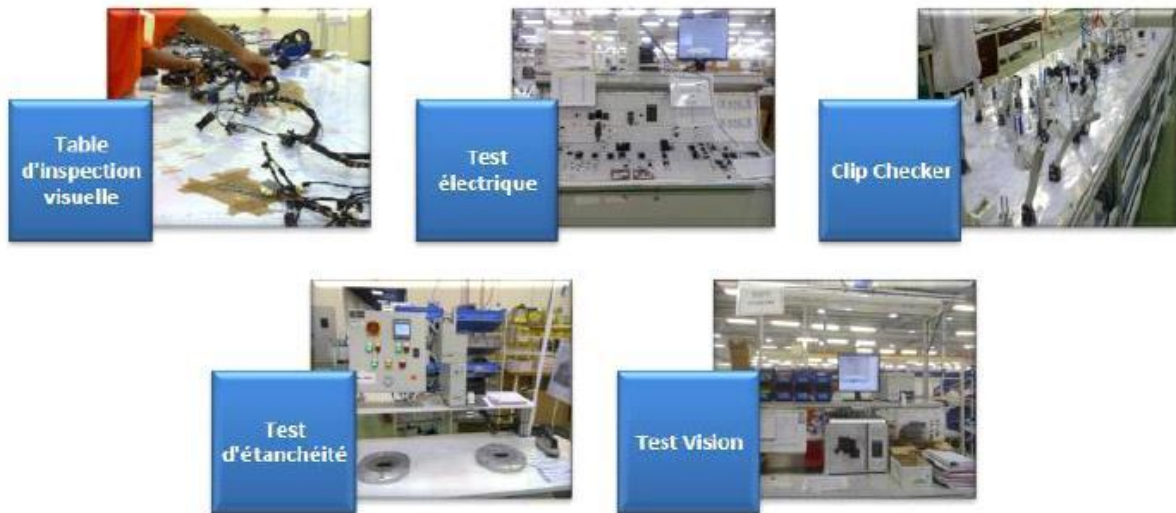 Table
d'inspection
visuelle
Test
électrique
Clip Checker
Test
d'étanchéité
Test Vision